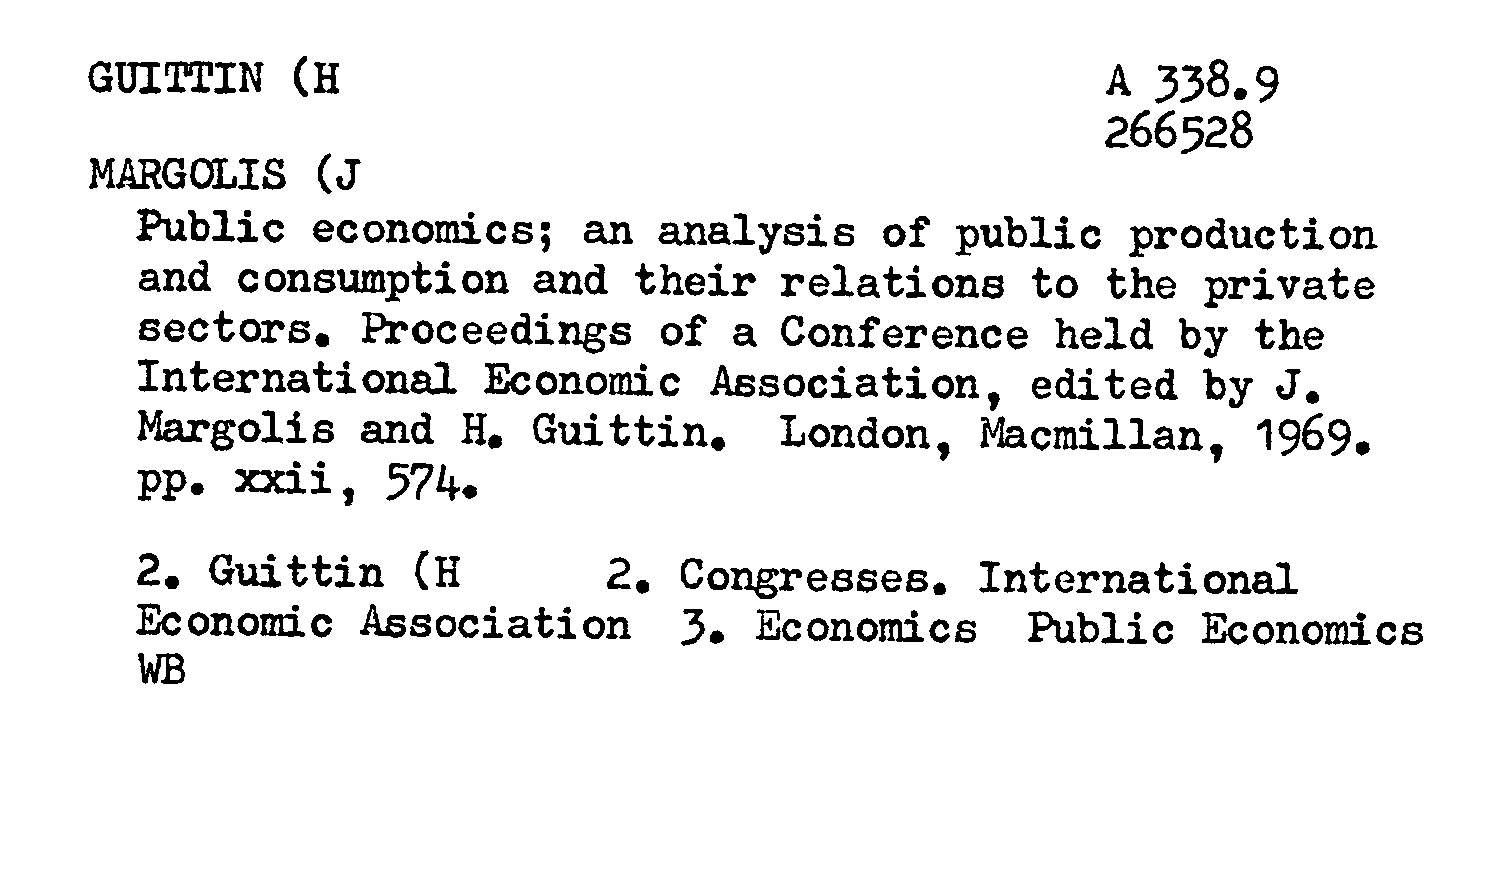 GUITTIN (H A 338.9
266528
MARGOLIS (J
Public economics; an analysis of public production
and consumption and their relations to the private
sectors. Proceedings of a Conference held by the
International Economic Association, edited by J.
Margolis and H. Guittin. London, Macmillan, 1969.
pp. xxii, 574.
2. Guittin (H 2. Congresses. International
Economic Association 3. Economics Public Economics
WB